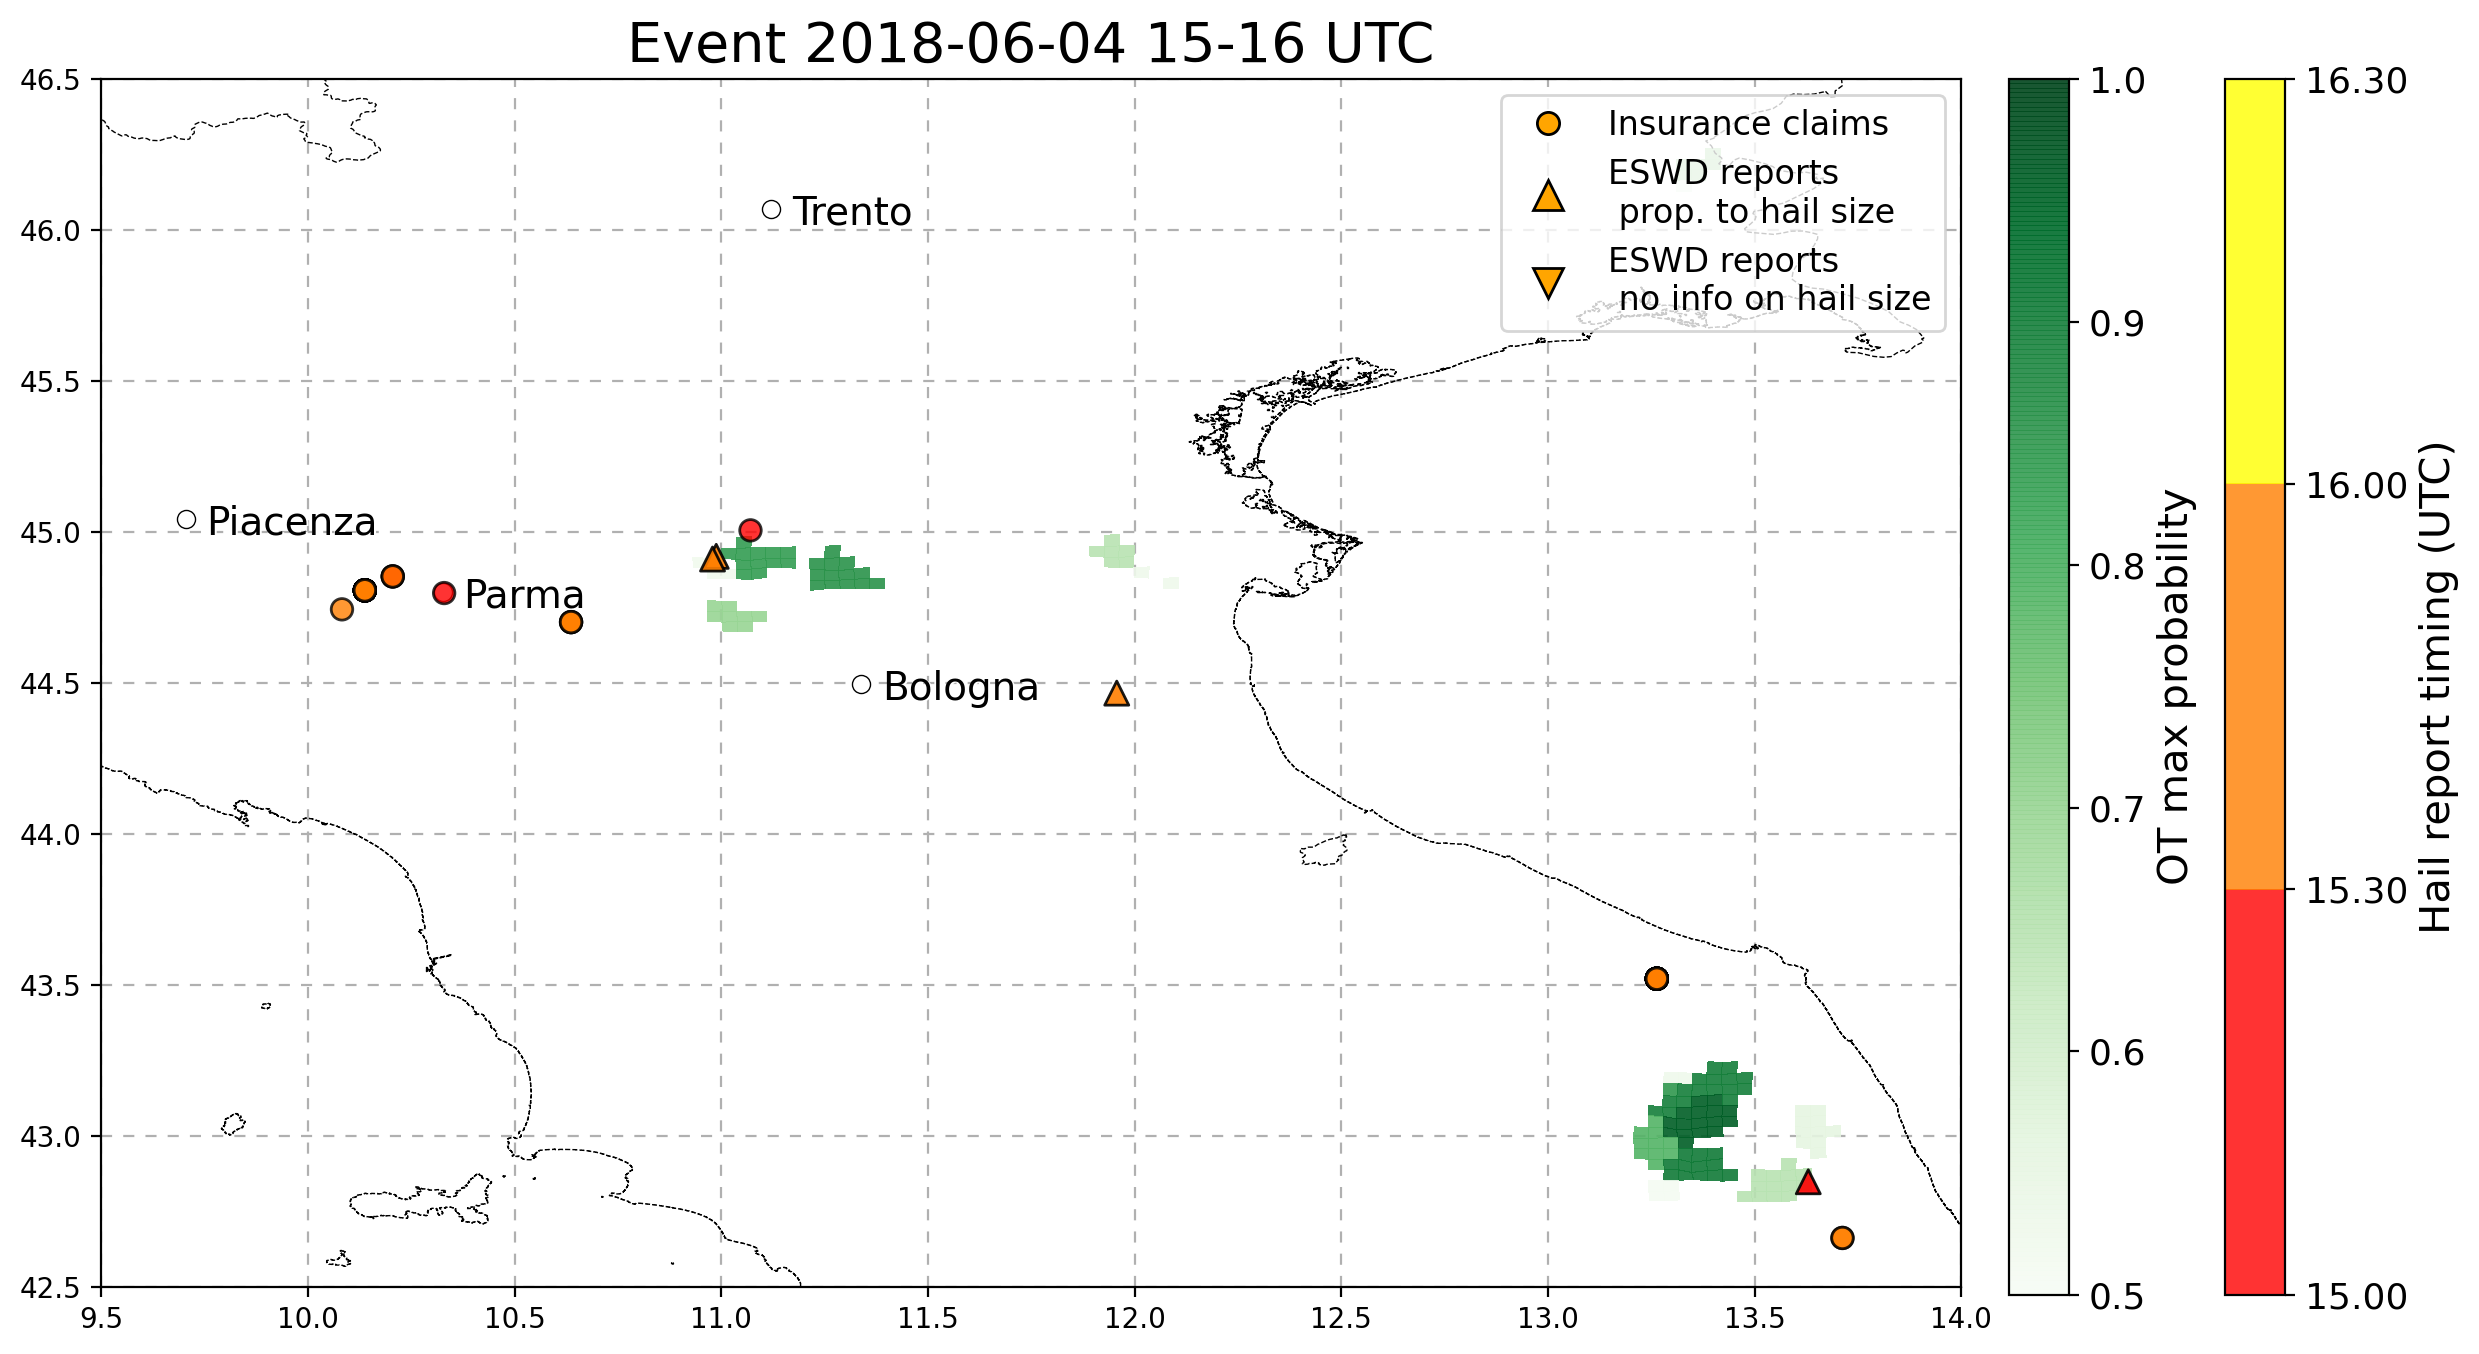 Event 2018-06-04 15-16 UTC
46.5
46.0
45.5
45.0
44.5
44.0
43.5
43.0
42.5
9.5
10.0
10.5
11.0
11.5
12.0
12.5
13.0
13.5
14.0
Insurance claims
ESWD reports
prop. to hail size
ESWD reports
no info on hail size
Trento
Piacenza
Parma
Bologna
1.0
0.9
0.8
0.7
0.6
0.5
OT max probability
16.30
16.00
15.30
15.00
Hail report timing (UTC)